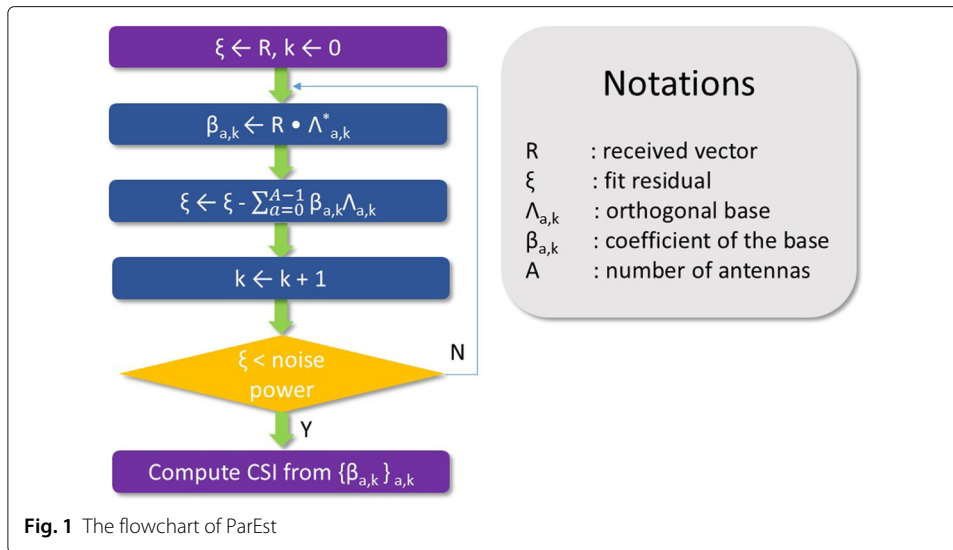 ξ ← R, k ← 0
β_{a,k} ← R • Λ*_{a,k}
ξ ← ξ - ∑_{a=0}^{A−1} β_{a,k}Λ_{a,k}
k ← k + 1
ξ < noise
power
N
Y
Compute CSI from {β_{a,k}}_{a,k}
Notations
R : received vector
ξ : fit residual
Λ_{a,k} : orthogonal base
β_{a,k} : coefficient of the base
A : number of antennas
Fig. 1 The flowchart of ParEst